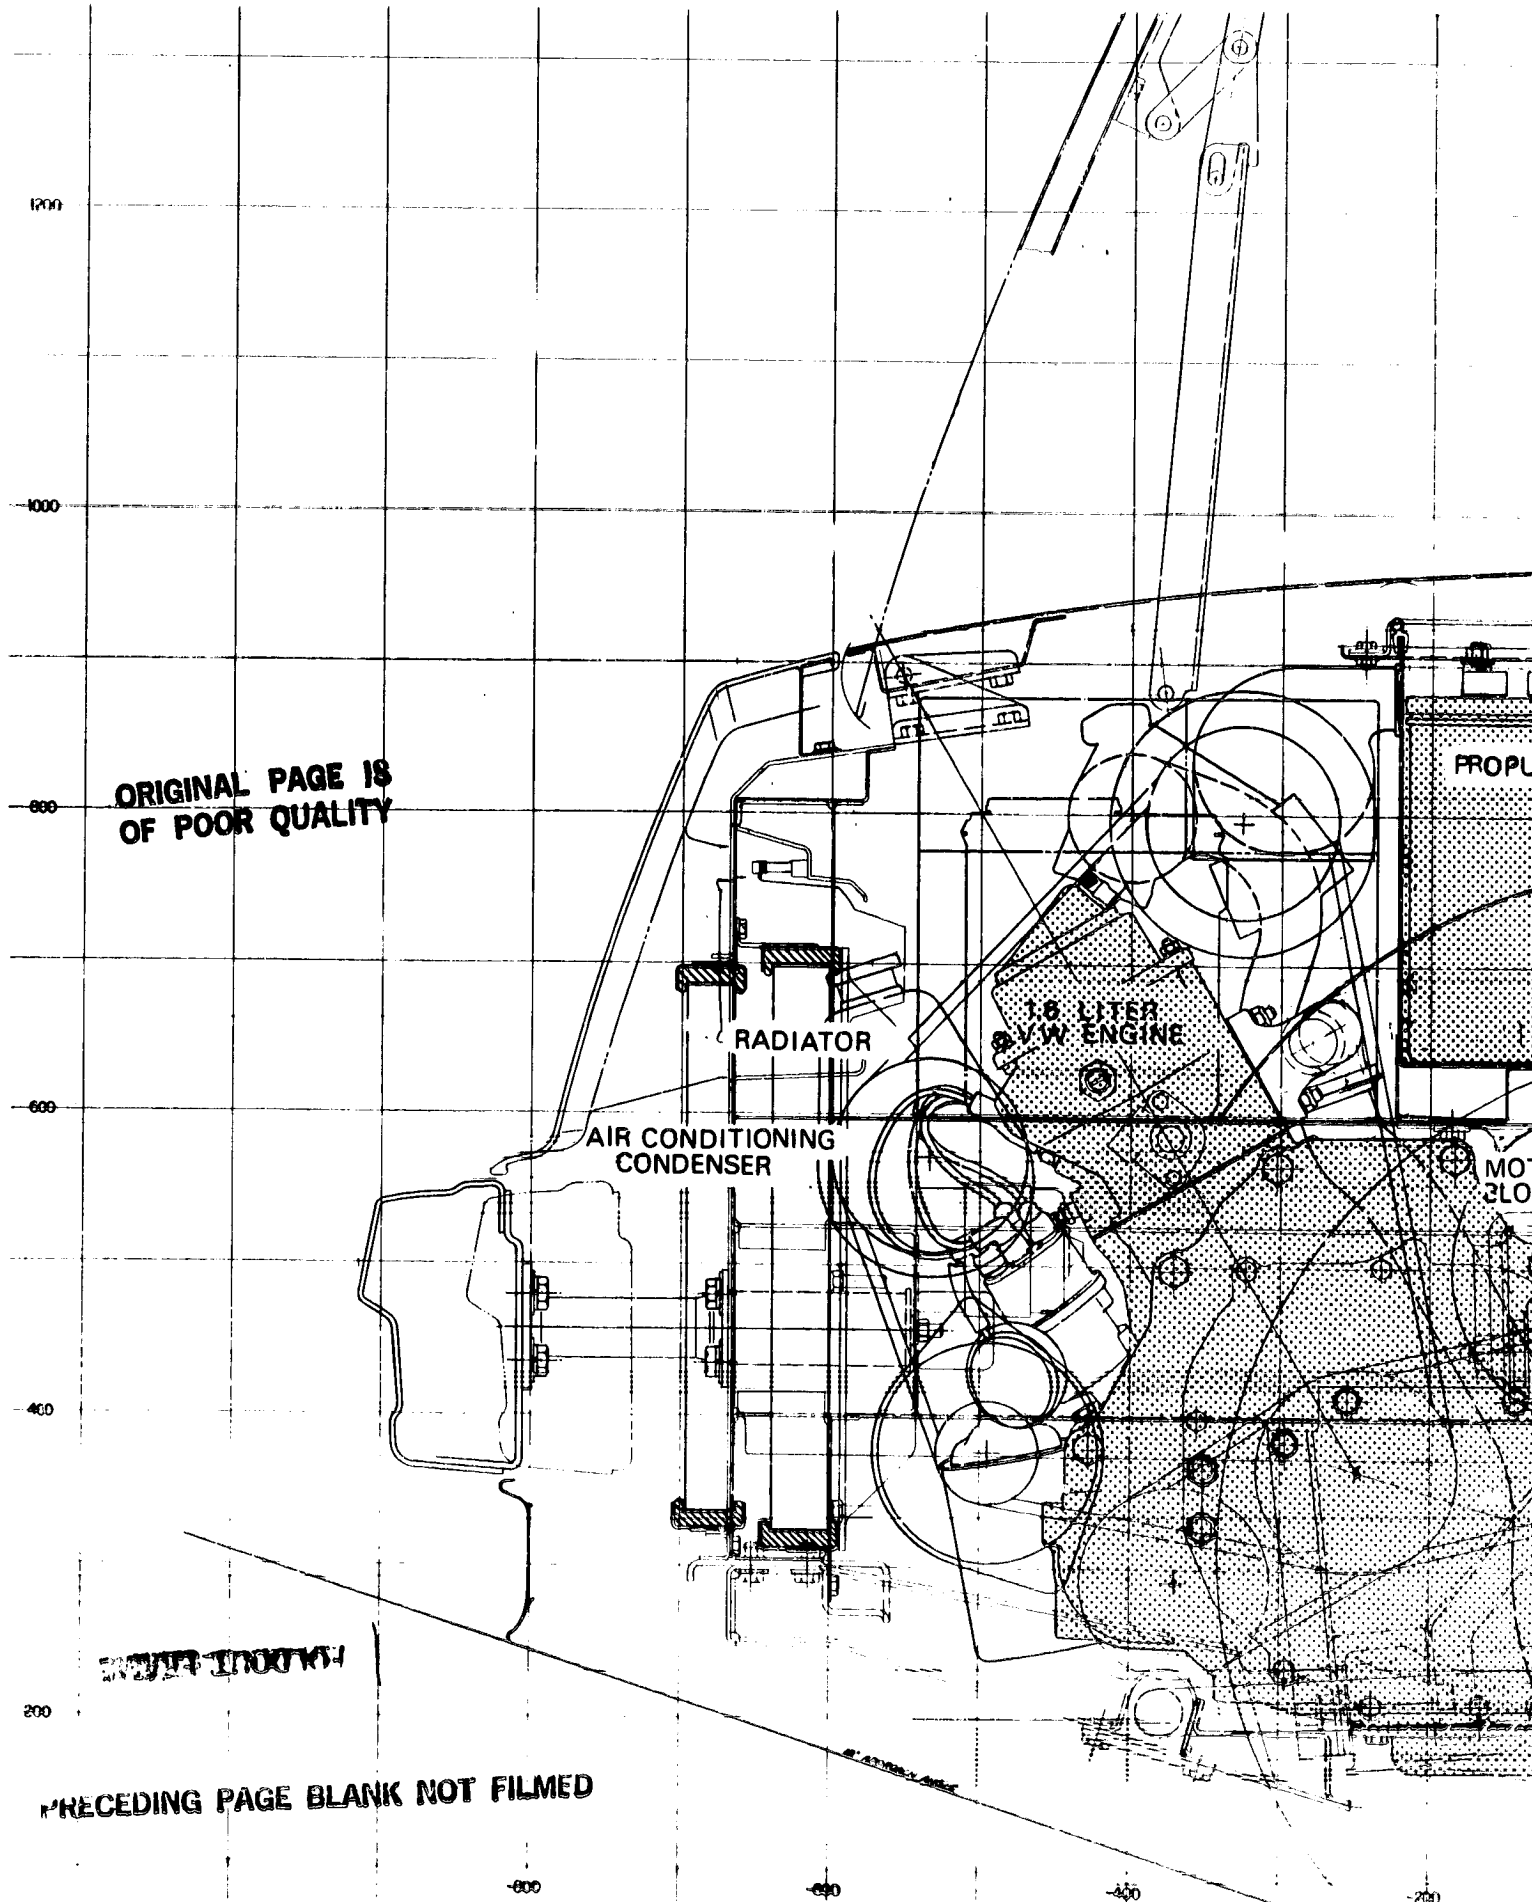 1200
1000
ORIGINAL PAGE IS
OF POOR QUALITY
800
PROPU
1.6 LITER
V.W. ENGINE
RADIATOR
600
AIR CONDITIONING
CONDENSER
MOT
400
200
PRECEDING PAGE BLANK NOT FILMED
-800
-600
-400
-200